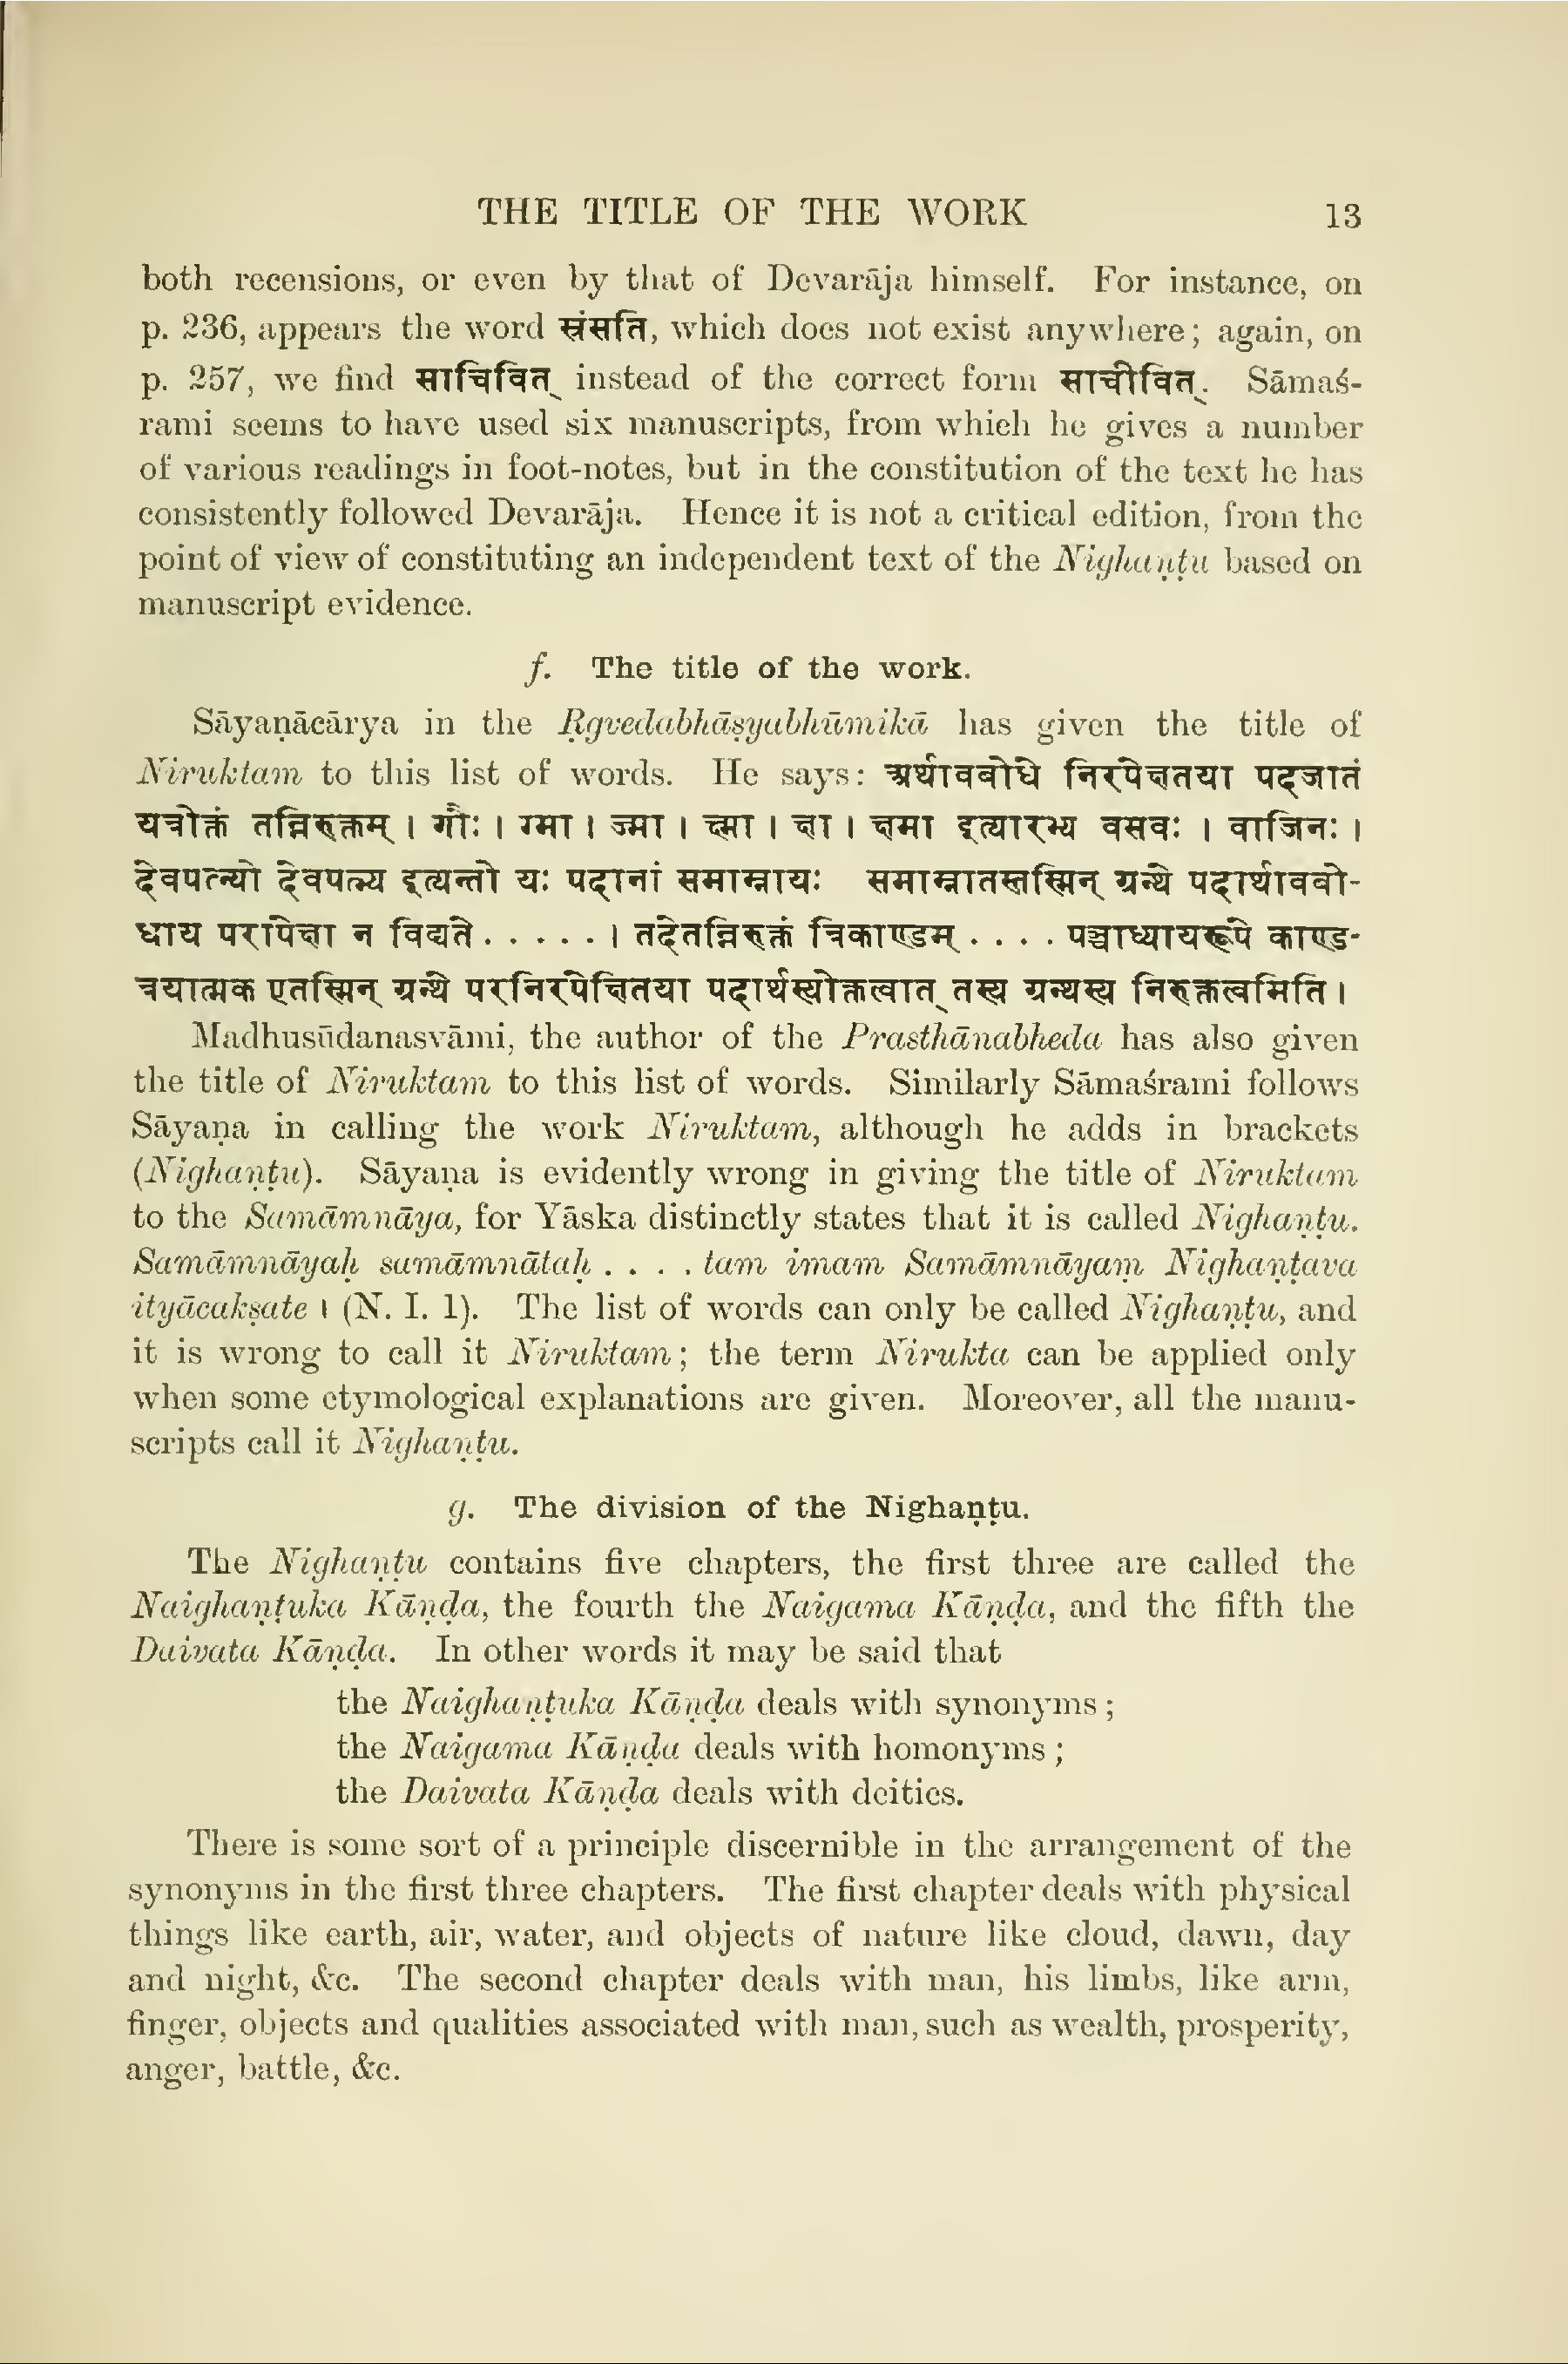 THE TITLE OF THE WORK 13
both recensions, or even by that of Devarāja himself. For instance, on
p. 236, appears the word स्रंसति, which does not exist anywhere; again, on
p. 257, we find साचिवित् instead of the correct form साचीवित्. Sāmaś-
rami seems to have used six manuscripts, from which he gives a number
of various readings in foot-notes, but in the constitution of the text he has
consistently followed Devarāja. Hence it is not a critical edition, from the
point of view of constituting an independent text of the Nighaṇṭu based on
manuscript evidence.
f. The title of the work.
Sāyaṇācārya in the Ṛgvedabhāṣyabhūmikā has given the title of
Niruktam to this list of words. He says: अर्थावबोधे निरपेक्षतया पदजातं
यत्रोक्तं तन्निरुक्तम् । गौः । ग्मा । ज्मा । क्ष्मा । क्षा । क्षमा इत्यारभ्य वसवः । वाजिनः ।
देवपत्न्यो देवपत्न्य इत्यन्तो यः पदानां समाम्नायः समाम्नातस्तस्मिन् ग्रन्थे पदार्थावबो-
धाय परापेक्षा न विद्यते . . . . . । तदेतन्निरुक्तं त्रिकाण्डम् . . . . पञ्चाध्यायरूपे काण्ड-
त्रयात्मक एतस्मिन् ग्रन्थे परनिरपेक्षितया पदार्थस्योक्तत्वात् तस्य ग्रन्थस्य निरुक्तत्वमिति ।
Madhusūdanasvāmi, the author of the Prasthānabheda has also given
the title of Niruktam to this list of words. Similarly Sāmaśrami follows
Sāyaṇa in calling the work Niruktam, although he adds in brackets
(Nighaṇṭu). Sāyaṇa is evidently wrong in giving the title of Niruktam
to the Samāmnāya, for Yāska distinctly states that it is called Nighaṇṭu.
Samāmnāyaḥ samāmnātaḥ . . . . tam imam Samāmnāyaṃ Nighaṇṭava
ityācakṣate । (N. I. 1). The list of words can only be called Nighaṇṭu, and
it is wrong to call it Niruktam; the term Nirukta can be applied only
when some etymological explanations are given. Moreover, all the manu-
scripts call it Nighaṇṭu.
g. The division of the Nighaṇṭu.
The Nighaṇṭu contains five chapters, the first three are called the
Naighaṇṭuka Kāṇḍa, the fourth the Naigama Kāṇḍa, and the fifth the
Daivata Kāṇḍa. In other words it may be said that
the Naighaṇṭuka Kāṇḍa deals with synonyms;
the Naigama Kāṇḍa deals with homonyms;
the Daivata Kāṇḍa deals with deities.
There is some sort of a principle discernible in the arrangement of the
synonyms in the first three chapters. The first chapter deals with physical
things like earth, air, water, and objects of nature like cloud, dawn, day
and night, &c. The second chapter deals with man, his limbs, like arm,
finger, objects and qualities associated with man, such as wealth, prosperity,
anger, battle, &c.